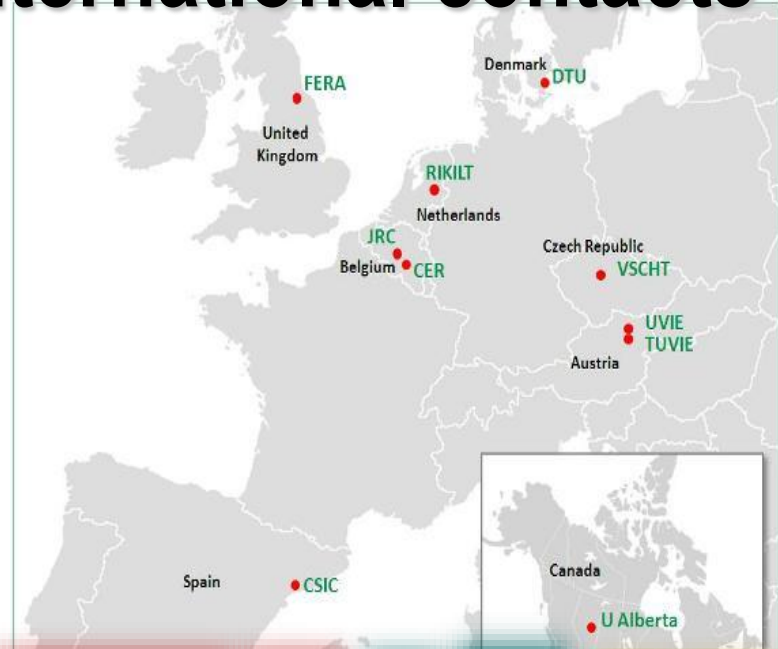 Denmark
DTU
FERA
United
Kingdom
RIKILT
Netherlands
JRC
Belgium
CER
Czech Republic
VSCHT
UVIE
TUVIE
Austria
Canada
U Alberta
Spain
CSIC